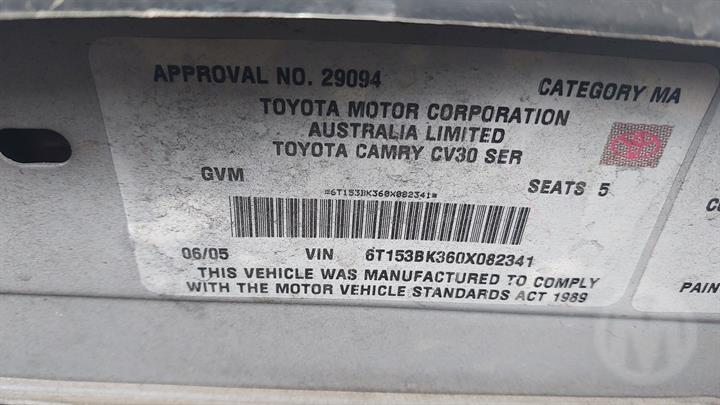 APPROVAL NO. 29094 CATEGORY MA
TOYOTA MOTOR CORPORATION
AUSTRALIA LIMITED
TOYOTA CAMRY CV30 SER
GVM SEATS 5
*6T153BK360X082341*
06/05 VIN 6T153BK360X082341
THIS VEHICLE WAS MANUFACTURED TO COMPLY
WITH THE MOTOR VEHICLE STANDARDS ACT 1989
PAIN